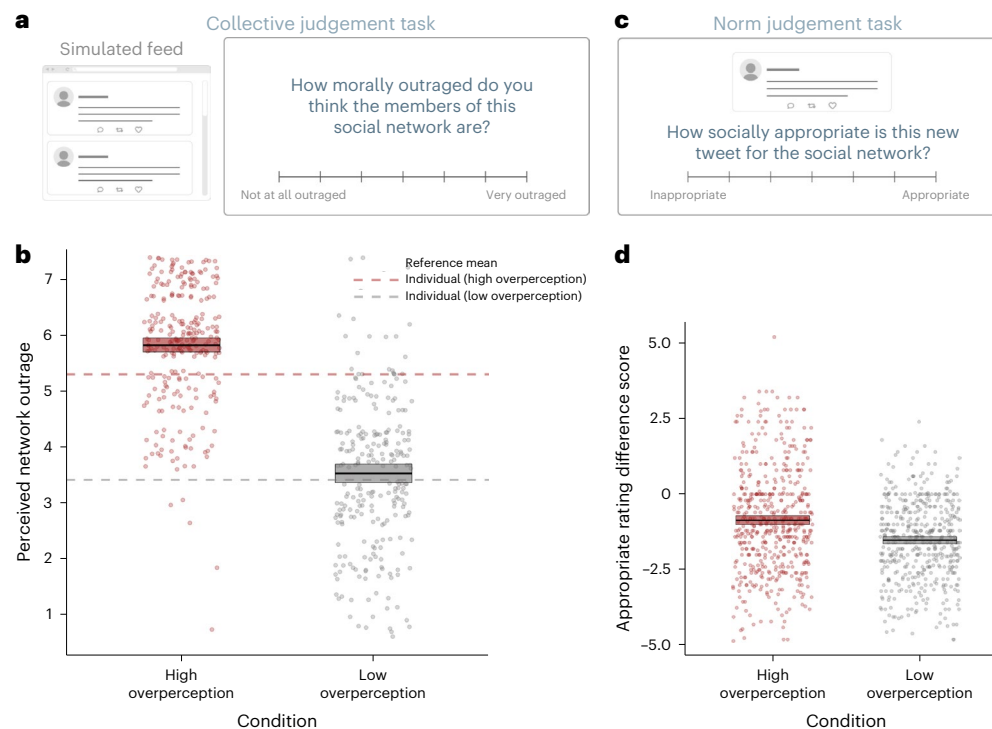 a
Collective judgement task
Simulated feed
How morally outraged do you
think the members of this
social network are?
Not at all outraged
Very outraged
c
Norm judgement task
How socially appropriate is this new
tweet for the social network?
Inappropriate
Appropriate
b
Reference mean
Individual (high overperception)
Individual (low overperception)
Perceived network outrage
7
6
5
4
3
2
1
High
overperception
Low
overperception
Condition
d
Appropriate rating difference score
5.0
2.5
0
–2.5
–5.0
High
overperception
Low
overperception
Condition